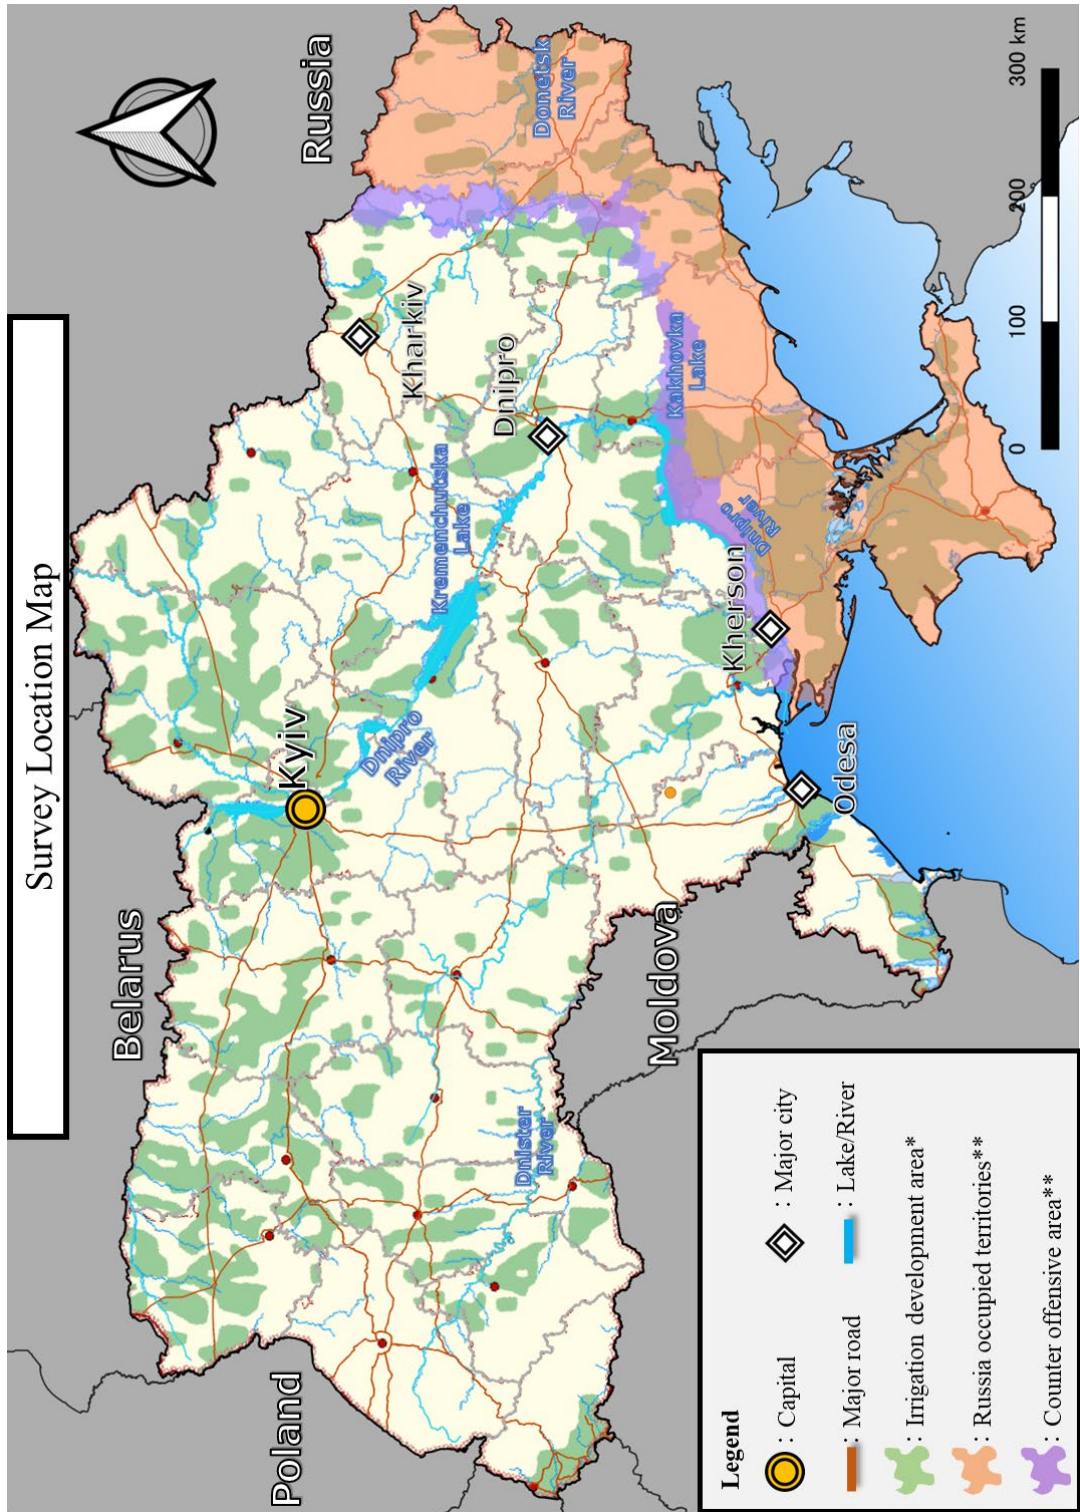 Survey Location Map
Russia
Belarus
Poland
Moldova
Kyiv
Kharkiv
Dnipro
Kherson
Odesa
Donetsk
River
Kremenchutska
Lake
Kakhovka
Lake
Dnipro
River
Dnipro
River
Dnister
River
0 100 200 300 km
Legend
: Capital
: Major city
: Major road
: Lake/River
: Irrigation development area*
: Russia occupied territories**
: Counter offensive area**